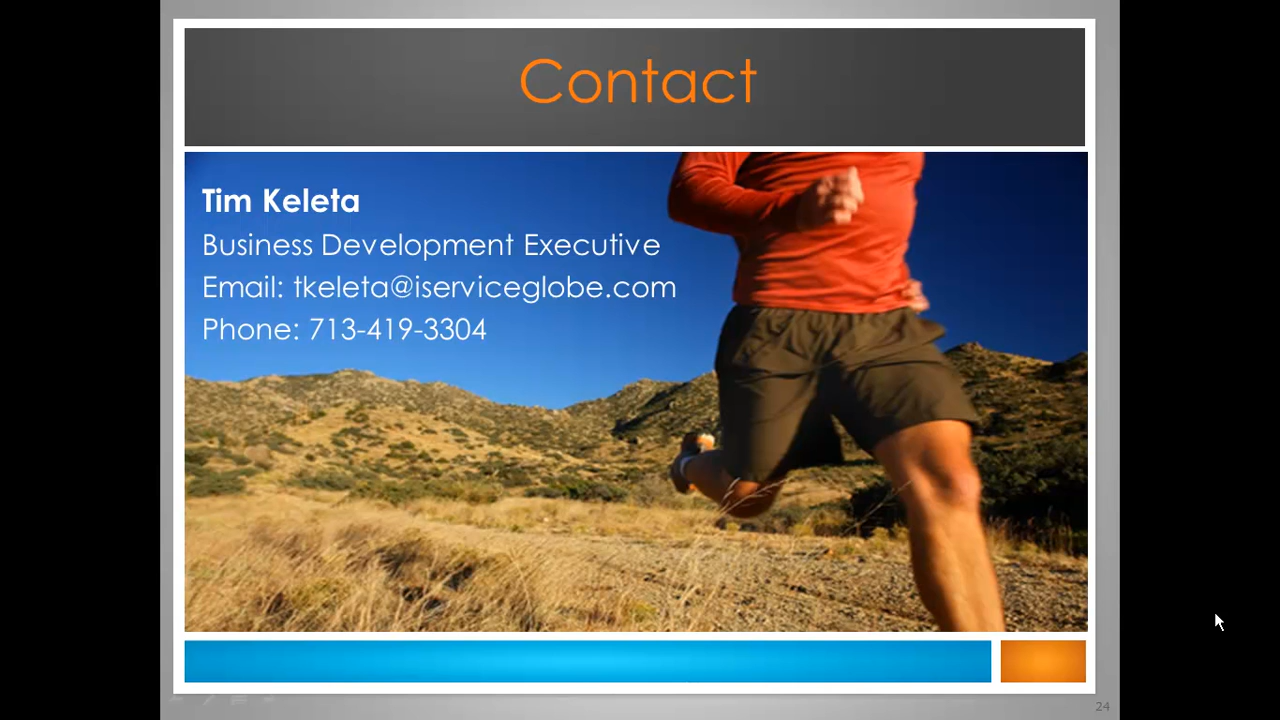 Contact
Tim Keleta
Business Development Executive
Email: tkeleta@iserviceglobe.com
Phone: 713-419-3304
24